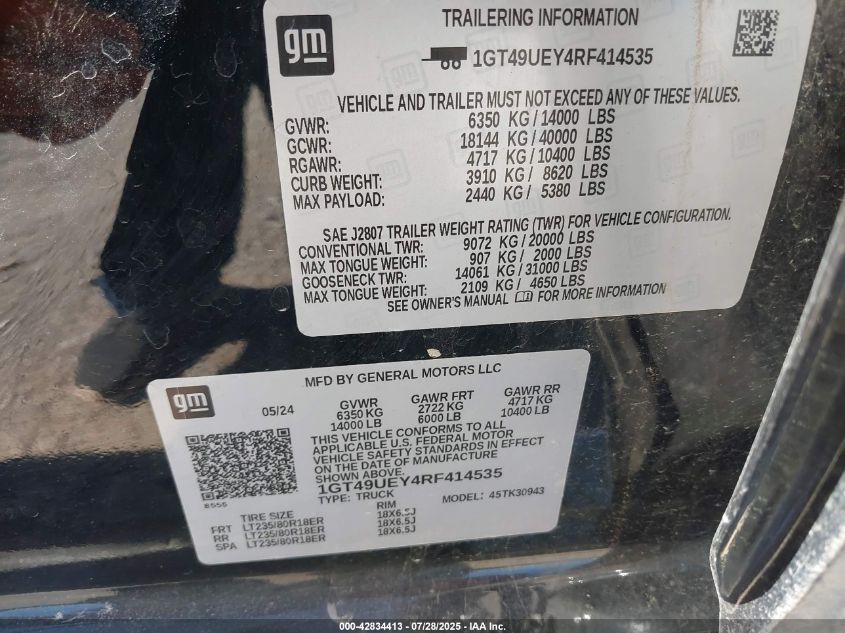 gm
TRAILERING INFORMATION
1GT49UEY4RF414535
VEHICLE AND TRAILER MUST NOT EXCEED ANY OF THESE VALUES.
GVWR: 6350 KG / 14000 LBS
GCWR: 18144 KG / 40000 LBS
RGAWR: 4717 KG / 10400 LBS
CURB WEIGHT: 3910 KG / 8620 LBS
MAX PAYLOAD: 2440 KG / 5380 LBS
SAE J2807 TRAILER WEIGHT RATING (TWR) FOR VEHICLE CONFIGURATION.
CONVENTIONAL TWR: 9072 KG / 20000 LBS
MAX TONGUE WEIGHT: 907 KG / 2000 LBS
GOOSENECK TWR: 14061 KG / 31000 LBS
MAX TONGUE WEIGHT: 2109 KG / 4650 LBS
SEE OWNER'S MANUAL FOR MORE INFORMATION
gm
MFD BY GENERAL MOTORS LLC
05/24 GVWR GAWR FRT GAWR RR
6350 KG 2722 KG 4717 KG
14000 LB 6000 LB 10400 LB
THIS VEHICLE CONFORMS TO ALL
APPLICABLE U.S. FEDERAL MOTOR
VEHICLE SAFETY STANDARDS IN EFFECT
ON THE DATE OF MANUFACTURE
SHOWN ABOVE.
1GT49UEY4RF414535
8555 TYPE: TRUCK MODEL: 45TK30943
TIRE SIZE RIM
FRT LT235/80R18ER 18X6.5J
RR LT235/80R18ER 18X6.5J
SPA LT235/80R18ER 18X6.5J
000-42834413 - 07/28/2025 - IAA Inc.